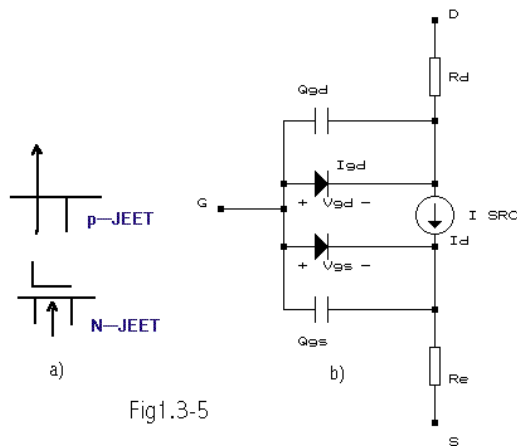 D
Rd
Qgd
Igd
+ Vgd -
G
I SRC
p-JEET
Id
+ Vgs -
N-JEET
Qgs
a)
b)
Re
Fig1.3-5
S